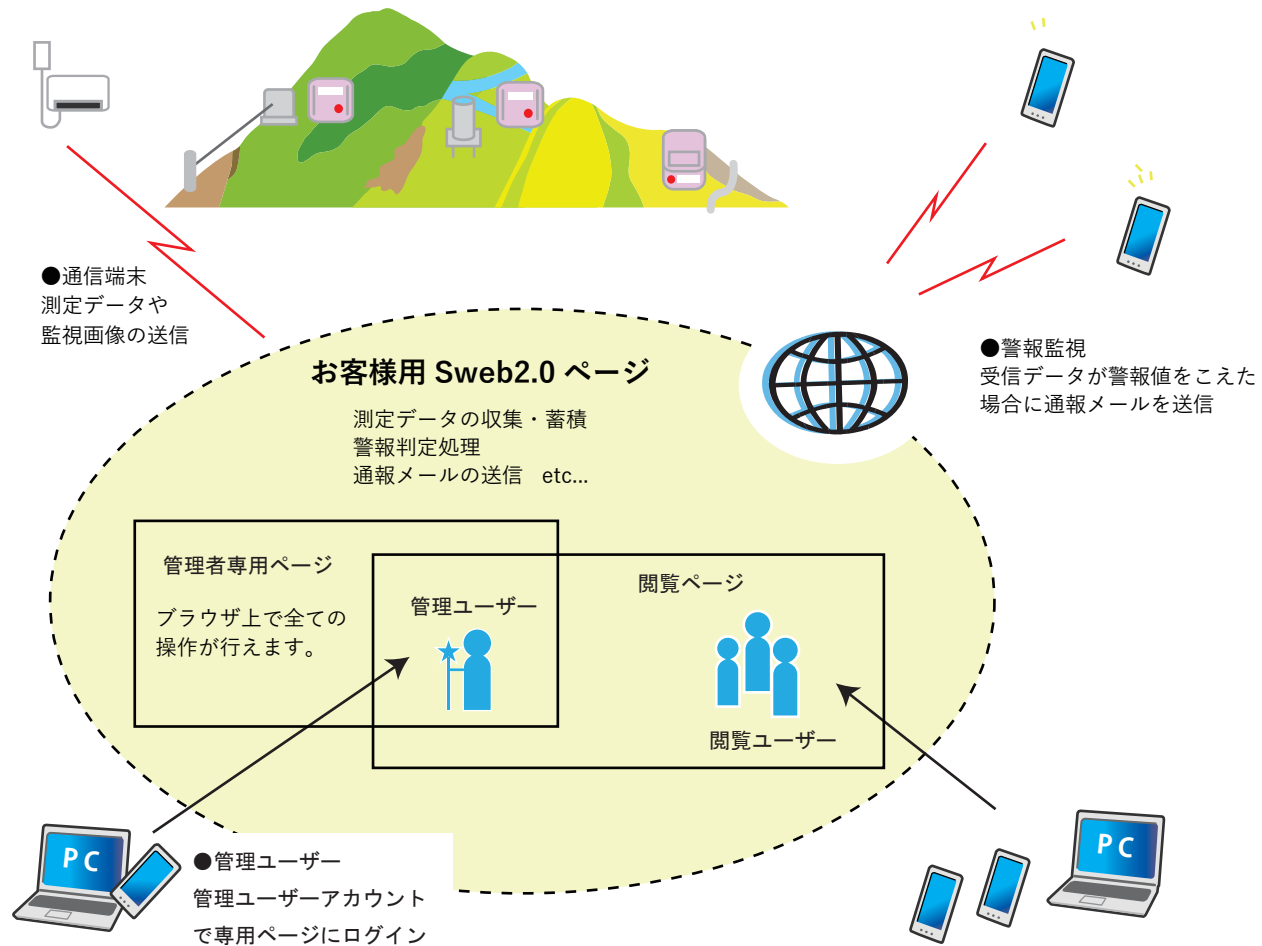 ●通信端末
測定データや
監視画像の送信
●警報監視
受信データが警報値をこえた
場合に通報メールを送信
お客様用 Sweb2.0 ページ
測定データの収集・蓄積
警報判定処理
通報メールの送信　etc...
管理者専用ページ
ブラウザ上で全ての
操作が行えます。
管理ユーザー
閲覧ページ
閲覧ユーザー
PC
●管理ユーザー
管理ユーザーアカウント
で専用ページにログイン
PC